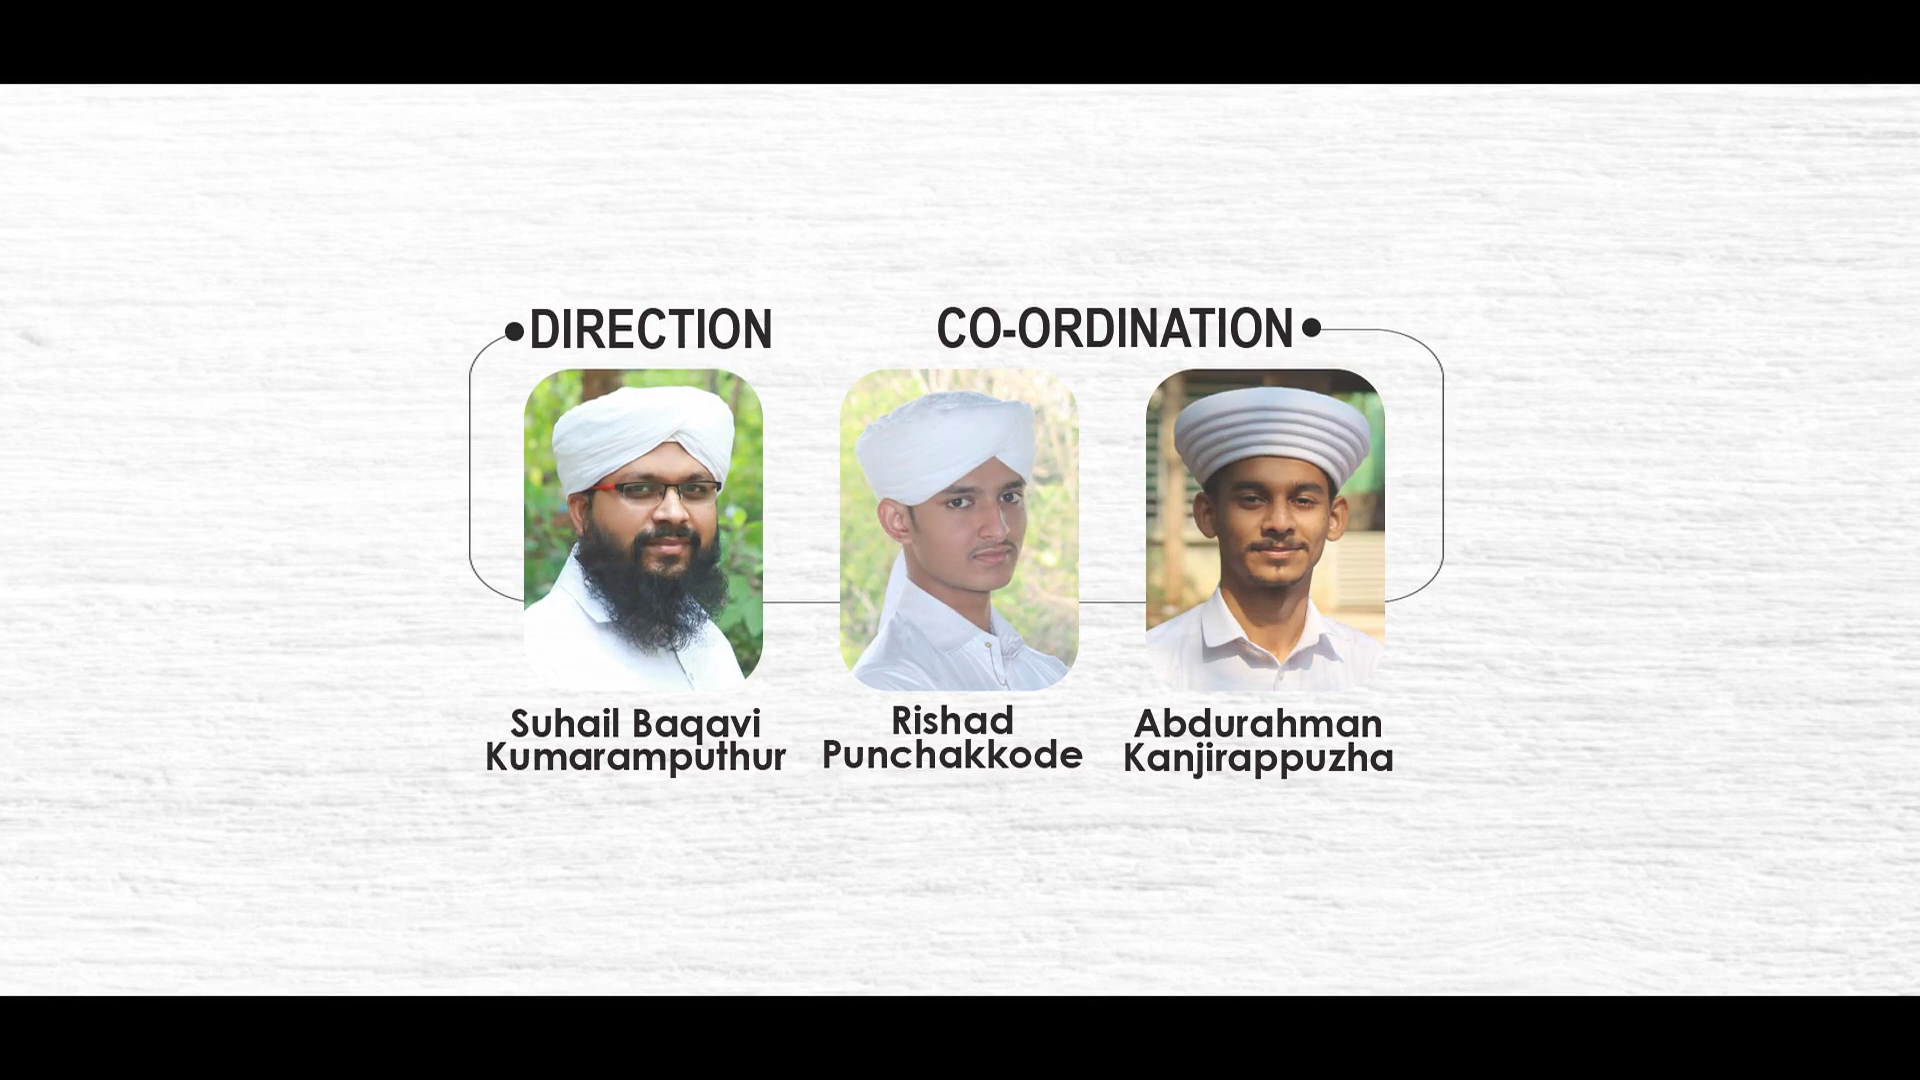 DIRECTION
CO-ORDINATION
Suhail Baqavi
Kumaramputhur
Rishad
Punchakkode
Abdurahman
Kanjirappuzha